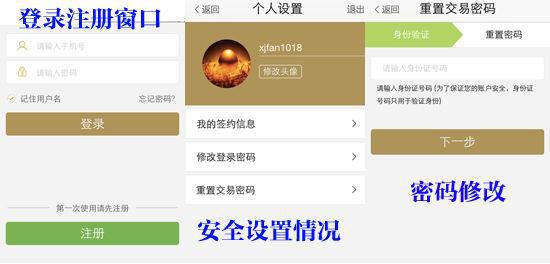 登录注册窗口
请输入手机号
请输入密码
记住用户名
忘记密码?
登录
第一次使用请先注册
注册
返回
个人设置
退出
xjfan1018
修改头像
我的签约信息
修改登录密码
重置交易密码
安全设置情况
返回
重置交易密码
身份验证
重置密码
请输入身份证号码
请输入身份证号码 (为了保证您的账户安全，身份证
号码只用于验证身份)
下一步
密码修改